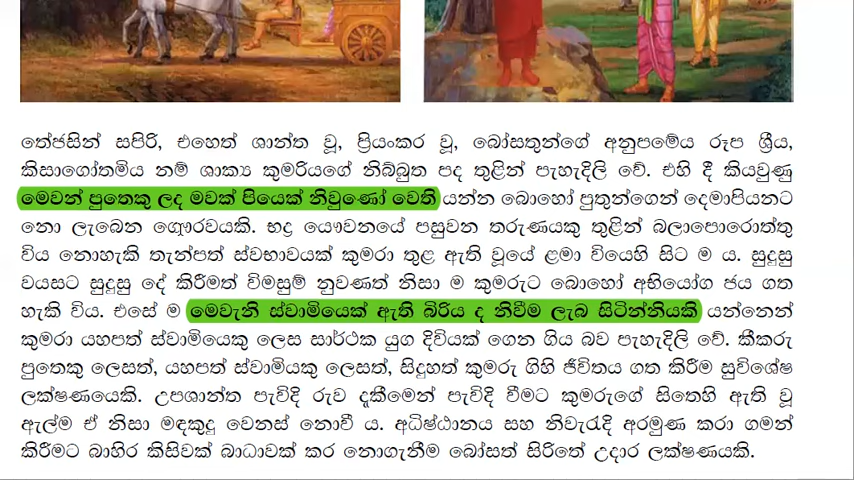 තේජසින් සපිරි, එහෙත් ශාන්ත වූ, ප්‍රියංකර වූ, බෝසතුන්ගේ අනුපමේය රූප ශ්‍රීය,
කිසාගෝතමිය නම් ශාක්‍ය කුමරියගේ නිබ්බුත පද තුළින් පැහැදිලි වේ. එහි දී කියවුණු
මෙවන් පුතෙකු ලද මවක් පියෙක් නිවුණෝ වෙති යන්න බොහෝ පුතුන්ගෙන් දෙමාපියනට
නො ලැබෙන ගෞරවයකි. භද්‍ර යෞවනයේ පසුවන තරුණයකු තුළින් බලාපොරොත්තු
විය නොහැකි තැන්පත් ස්වභාවයක් කුමරා තුළ ඇති වූයේ ළමා වියෙහි සිට ම ය. සුදුසු
වයසට සුදුසු දේ කිරීමත් විමසුම් නුවණත් නිසා ම කුමරුට බොහෝ අභියෝග ජය ගත
හැකි විය. එසේ ම මෙවැනි ස්වාමියෙක් ඇති බිරිය ද නිවීම ලැබ සිටින්නියකි යන්නෙන්
කුමරා යහපත් ස්වාමියෙකු ලෙස සාර්ථක යුග දිවියක් ගෙන ගිය බව පැහැදිලි වේ. කීකරු
පුතෙකු ලෙසත්, යහපත් ස්වාමියකු ලෙසත්, සිදුහත් කුමරු ගිහි ජීවිතය ගත කිරීම සුවිශේෂ
ලක්ෂණයෙකි. උපශාන්ත පැවිදි රුව දැකීමෙන් පැවිදි වීමට කුමරුගේ සිතෙහි ඇති වූ
ඇල්ම ඒ නිසා මඳකුදු වෙනස් නොවී ය. අධිෂ්ඨානය සහ නිවැරැදි අරමුණ කරා ගමන්
කිරීමට බාහිර කිසිවක් බාධාවක් කර නොගැනීම බෝසත් සිරිතේ උදාර ලක්ෂණයකි.